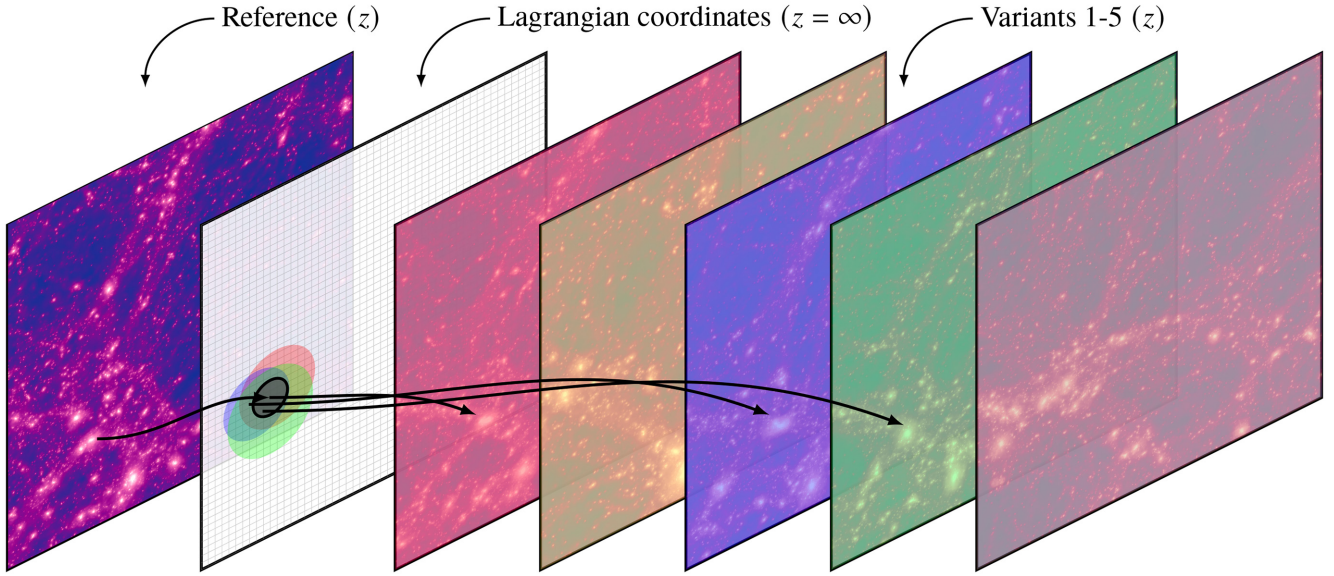 Reference (z)
Lagrangian coordinates (z = ∞)
Variants 1-5 (z)